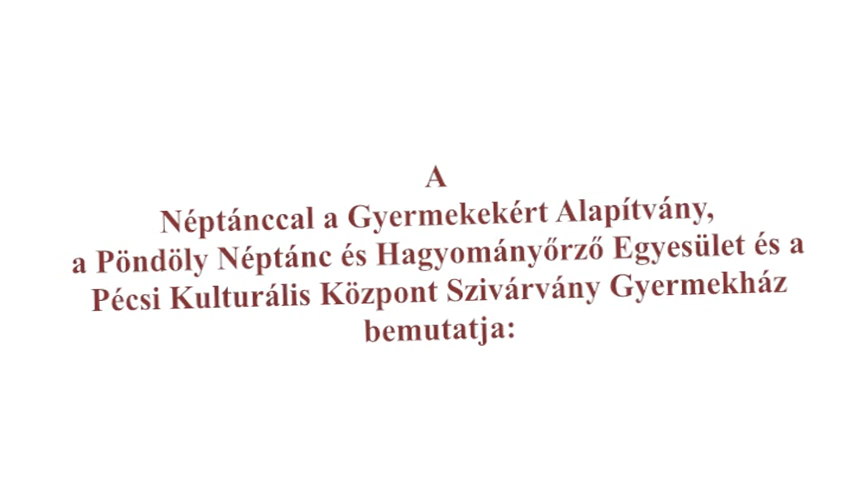 A
Néptánccal a Gyermekekért Alapítvány,
a Pöndöly Néptánc és Hagyományőrző Egyesület és a
Pécsi Kulturális Központ Szivárvány Gyermekház
bemutatja: